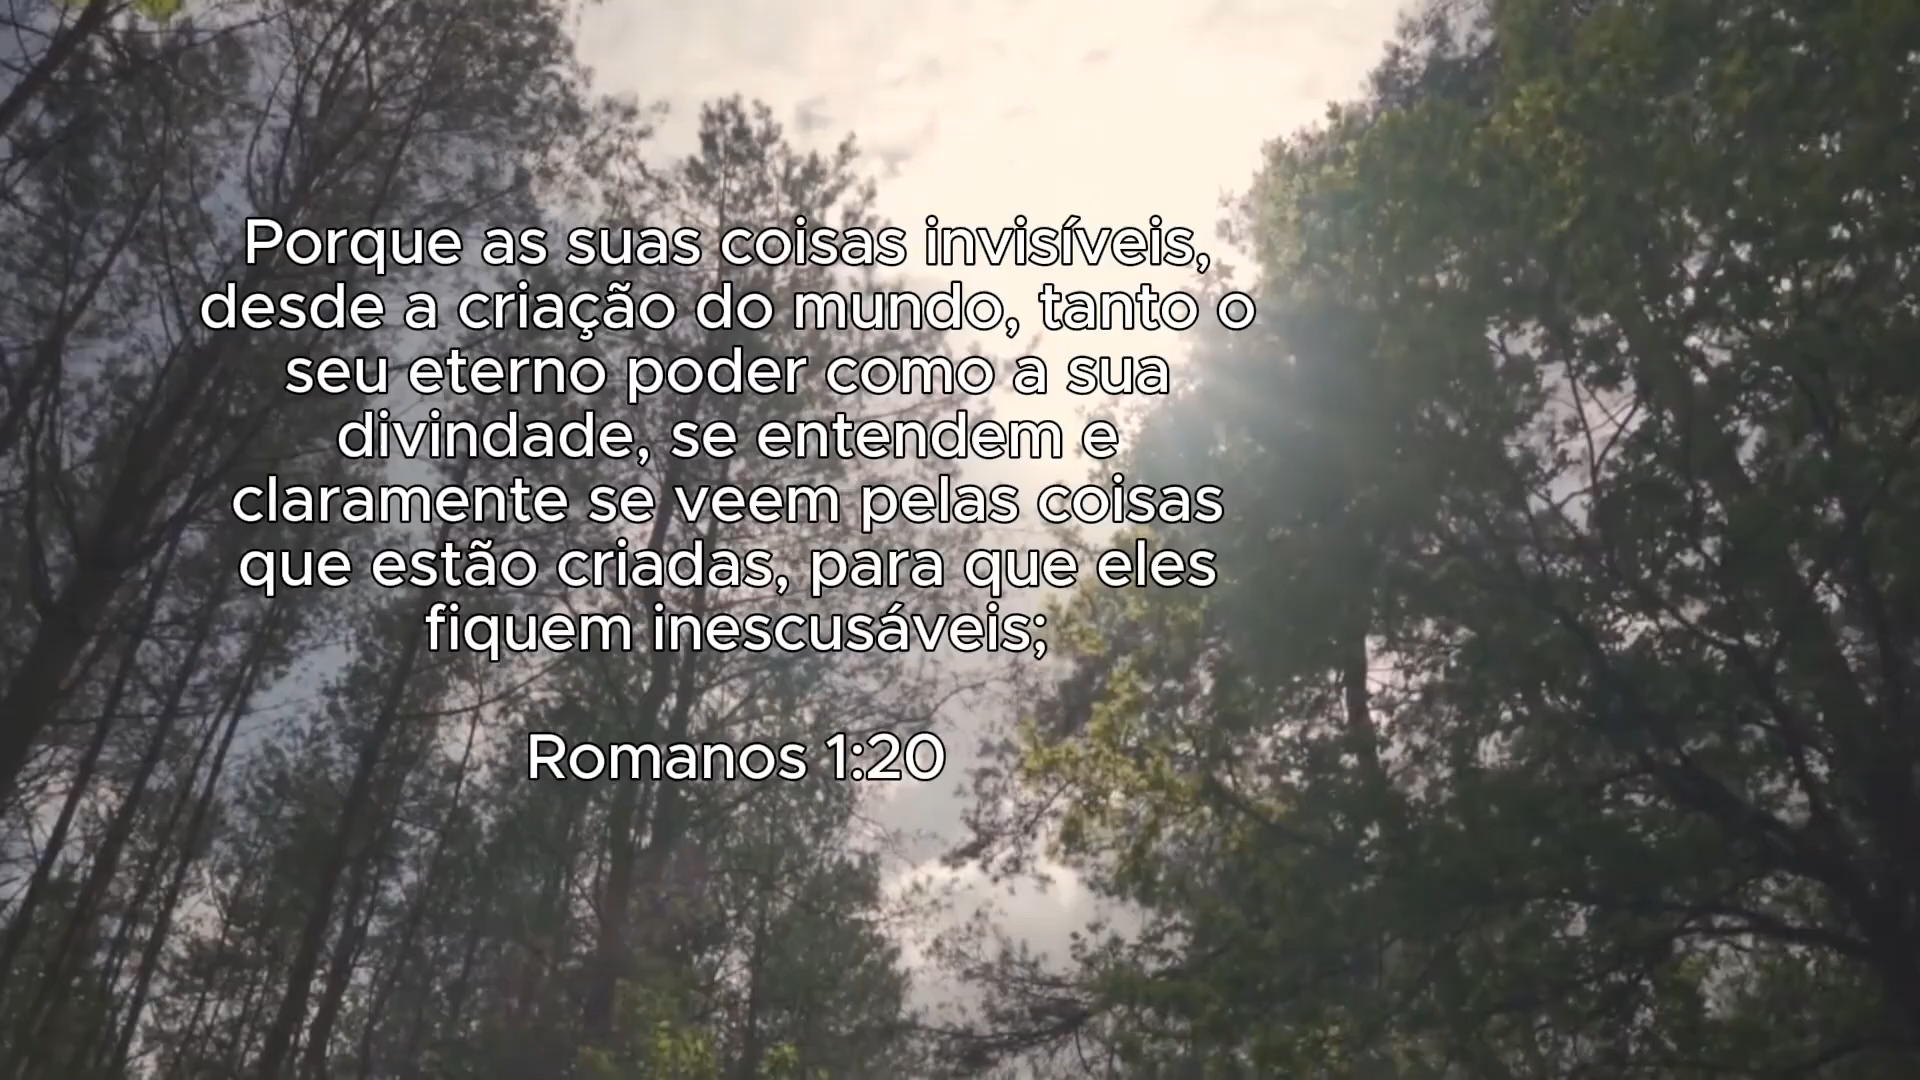 Porque as suas coisas invisíveis,
desde a criação do mundo, tanto o
seu eterno poder como a sua
divindade, se entendem e
claramente se veem pelas coisas
que estão criadas, para que eles
fiquem inescusáveis;
Romanos 1:20